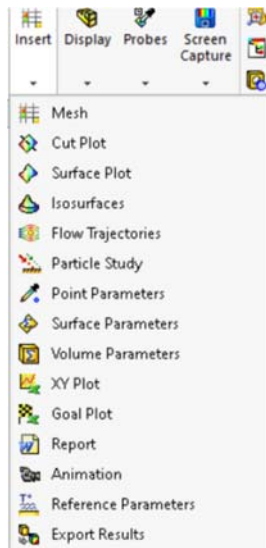 Insert Display Probes Screen
Capture
Mesh
Cut Plot
Surface Plot
Isosurfaces
Flow Trajectories
Particle Study
Point Parameters
Surface Parameters
Volume Parameters
XY Plot
Goal Plot
Report
Animation
Reference Parameters
Export Results